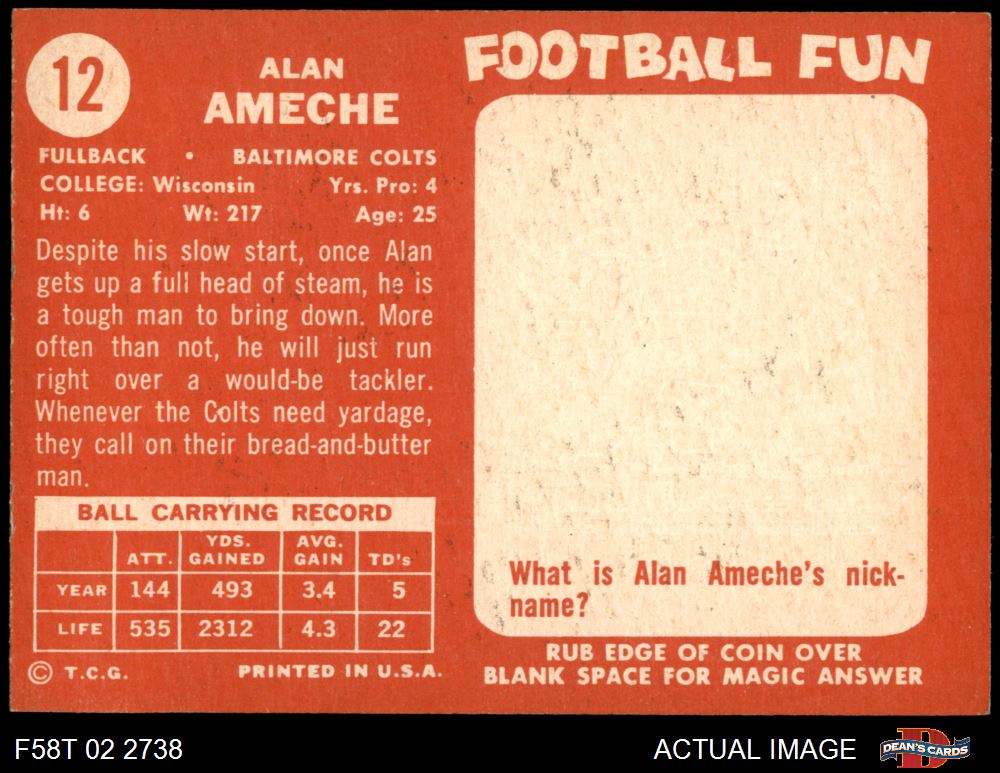 12
ALAN
AMECHE
FULLBACK • BALTIMORE COLTS
COLLEGE: Wisconsin Yrs. Pro: 4
Ht: 6 Wt: 217 Age: 25
Despite his slow start, once Alan
gets up a full head of steam, he is
a tough man to bring down. More
often than not, he will just run
right over a would-be tackler.
Whenever the Colts need yardage,
they call on their bread-and-butter
man.
BALL CARRYING RECORD
ATT. YDS. GAINED AVG. GAIN TD's
YEAR 144 493 3.4 5
LIFE 535 2312 4.3 22
© T.C.G. PRINTED IN U.S.A.
FOOTBALL FUN
What is Alan Ameche's nick-
name?
RUB EDGE OF COIN OVER
BLANK SPACE FOR MAGIC ANSWER
F58T 02 2738 ACTUAL IMAGE
D
DEAN'S CARDS